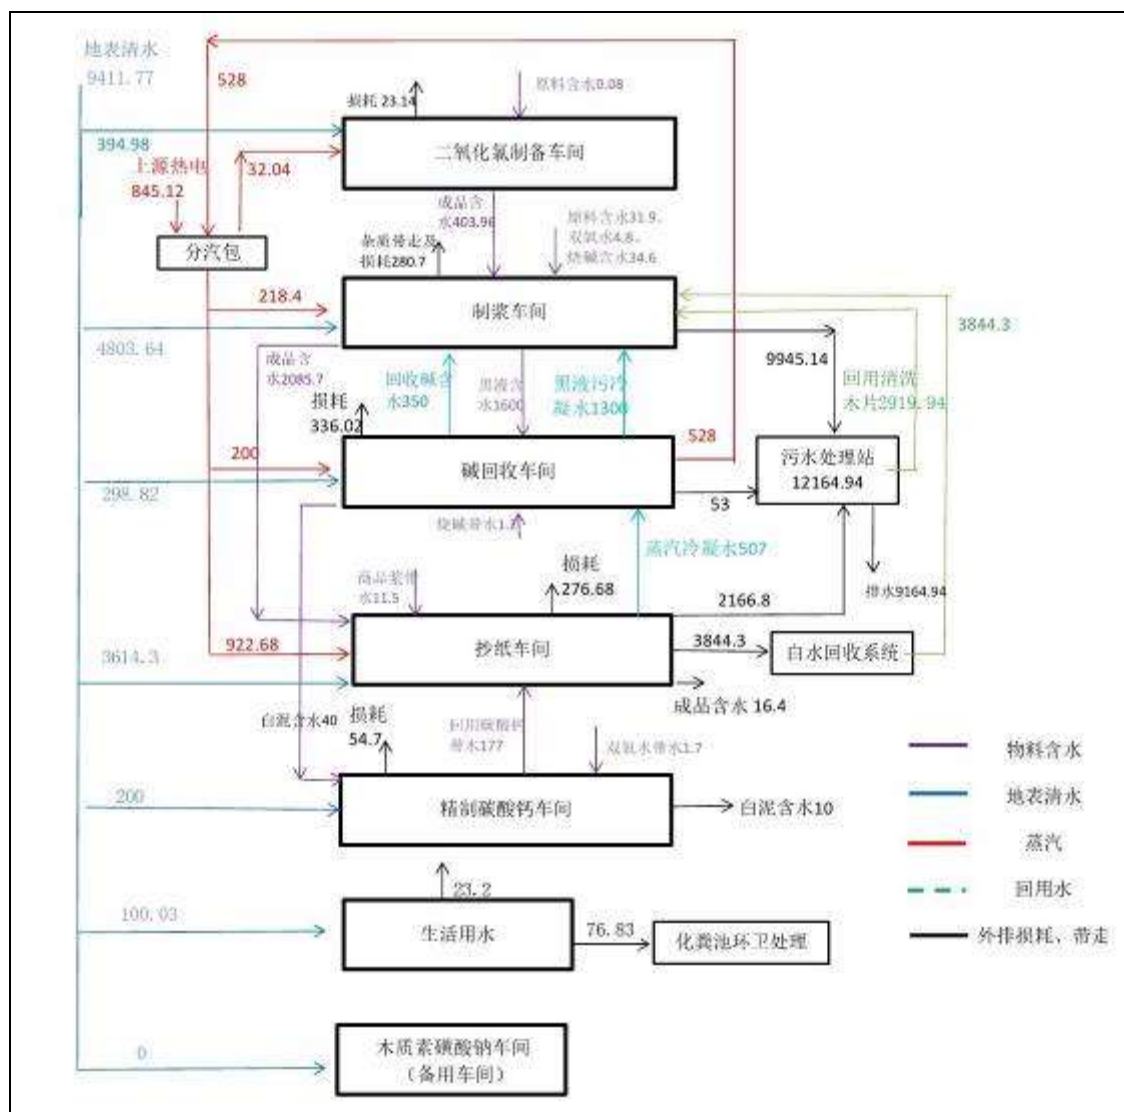 地表清水
9411.77
528
损耗 23.14
原料含水0.08
394.98
二氧化氯制备车间
上源热电
845.12
32.04
成品含
水403.96
原料含水31.9、
双氧水4.8、
烧碱含水34.6
杂质带走及
损耗280.7
分汽包
218.4
制浆车间
3844.3
4803.64
9945.14
成品含
水2085.7
回收碱含
水350
黑液含
水1600
黑液污冷
凝水1300
回用清洗
木片2919.94
损耗
336.02
528
200
碱回收车间
污水处理站
12164.94
298.82
53
烧碱带水1.
蒸汽冷凝水507
商品浆带
水11.5
损耗
276.68
2166.8
排水9164.94
922.68
抄纸车间
3844.3
白水回收系统
3614.3
成品含水 16.4
白泥含水40
损耗
54.7
回用碳酸钙
带水177
双氧水带水1.7
物料含水
200
精制碳酸钙车间
白泥含水10
地表清水
蒸汽
23.2
回用水
100.03
生活用水
76.83
化粪池环卫处理
外排损耗、带走
0
木质素磺酸钠车间
(备用车间)